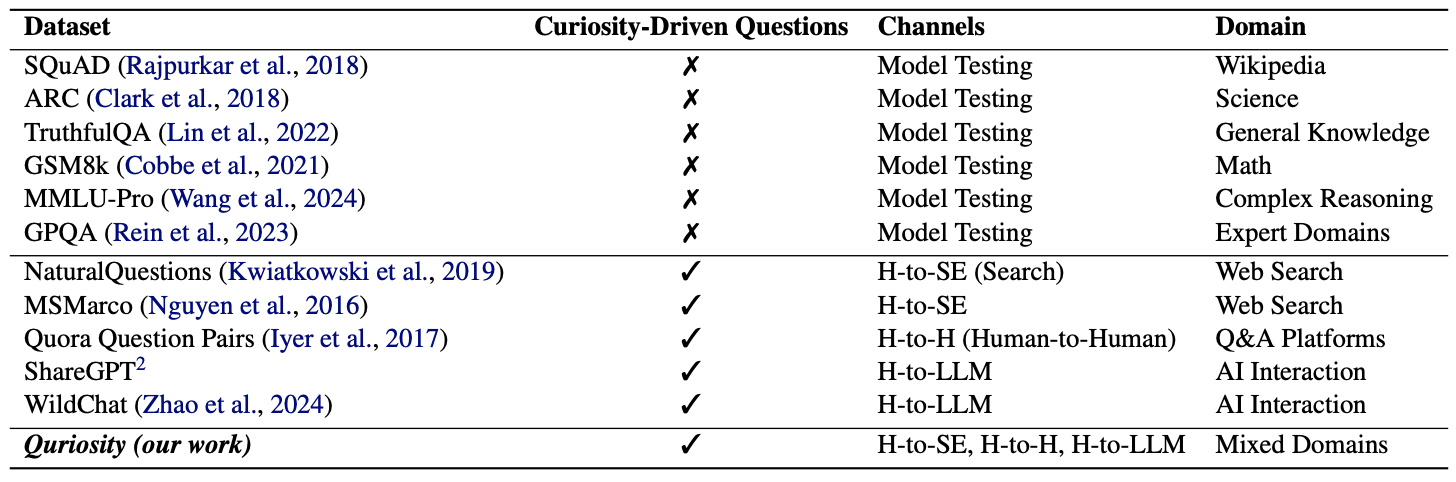 Dataset Curiosity-Driven Questions Channels Domain
SQuAD (Rajpurkar et al., 2018) ✗ Model Testing Wikipedia
ARC (Clark et al., 2018) ✗ Model Testing Science
TruthfulQA (Lin et al., 2022) ✗ Model Testing General Knowledge
GSM8k (Cobbe et al., 2021) ✗ Model Testing Math
MMLU-Pro (Wang et al., 2024) ✗ Model Testing Complex Reasoning
GPQA (Rein et al., 2023) ✗ Model Testing Expert Domains
NaturalQuestions (Kwiatkowski et al., 2019) ✓ H-to-SE (Search) Web Search
MSMarco (Nguyen et al., 2016) ✓ H-to-SE Web Search
Quora Question Pairs (Iyer et al., 2017) ✓ H-to-H (Human-to-Human) Q&A Platforms
ShareGPT² ✓ H-to-LLM AI Interaction
WildChat (Zhao et al., 2024) ✓ H-to-LLM AI Interaction
Quriosity (our work) ✓ H-to-SE, H-to-H, H-to-LLM Mixed Domains